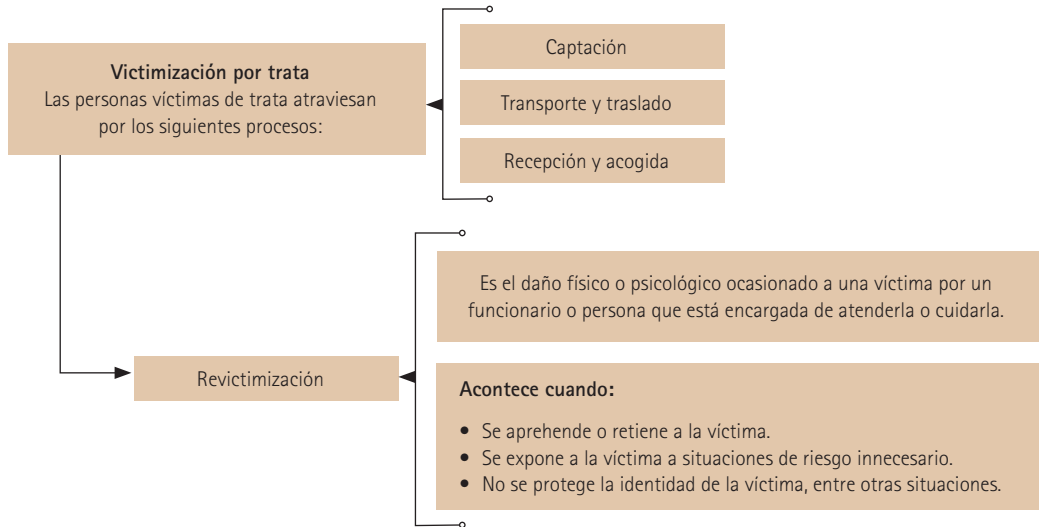 Victimización por trata
Las personas víctimas de trata atraviesan
por los siguientes procesos:
Captación
Transporte y traslado
Recepción y acogida
Revictimización
Es el daño físico o psicológico ocasionado a una víctima por un
funcionario o persona que está encargada de atenderla o cuidarla.
Acontece cuando:
• Se aprehende o retiene a la víctima.
• Se expone a la víctima a situaciones de riesgo innecesario.
• No se protege la identidad de la víctima, entre otras situaciones.